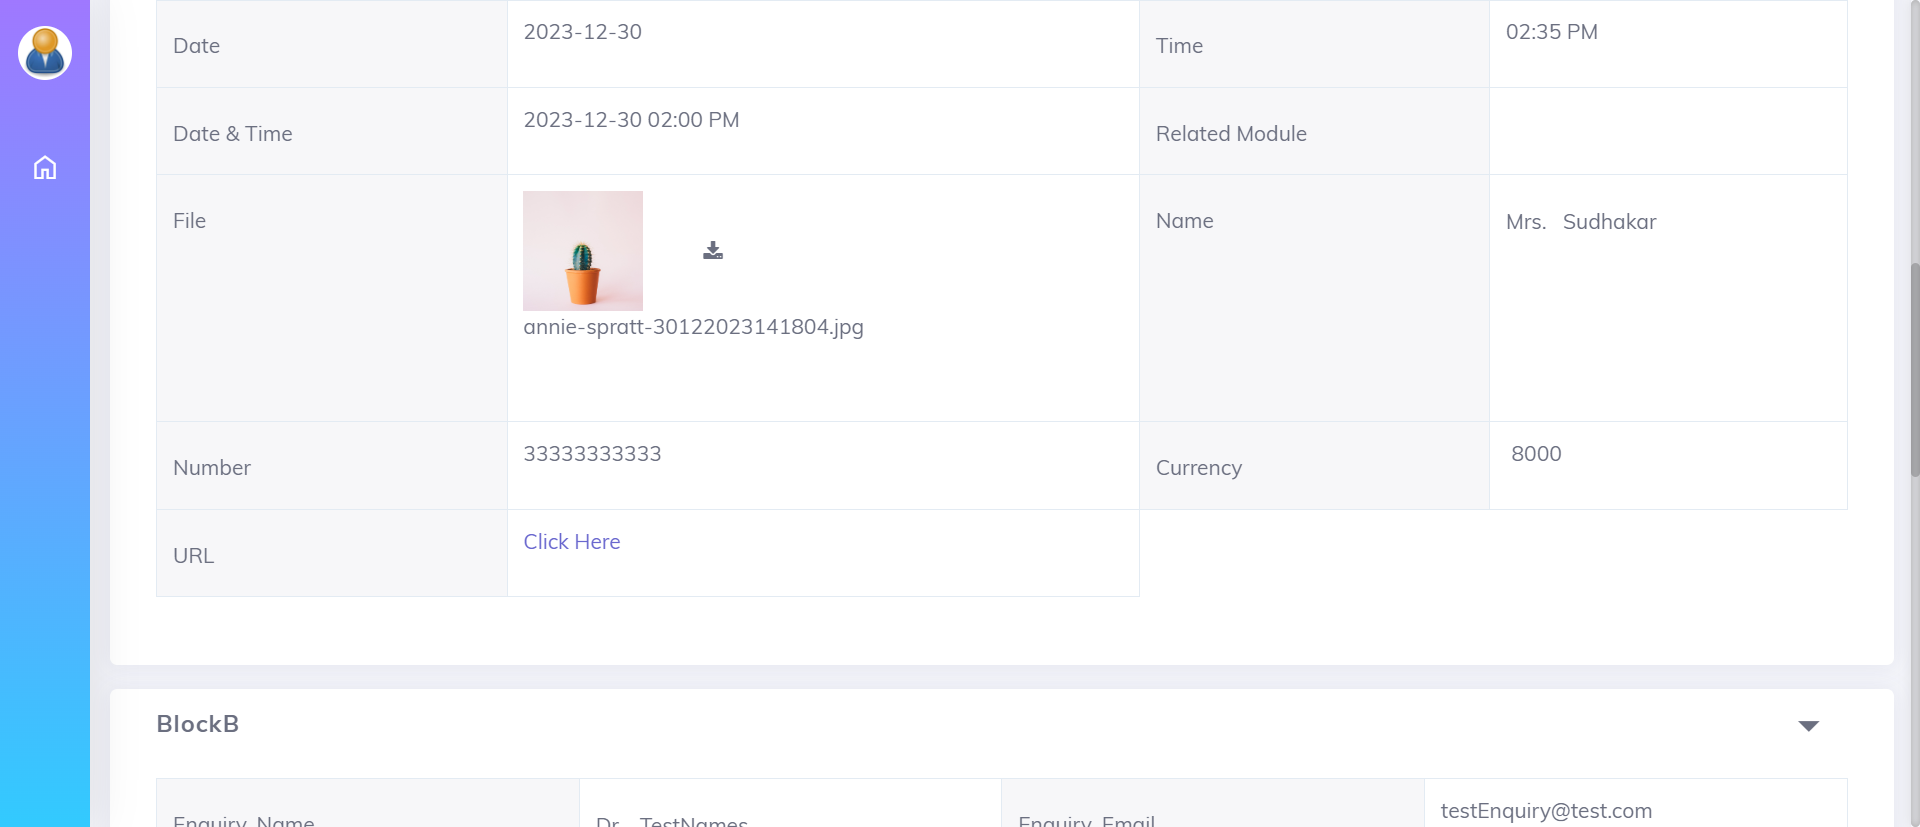 Date
2023-12-30
Time
02:35 PM
Date & Time
2023-12-30 02:00 PM
Related Module
File
annie-spratt-30122023141804.jpg
Name
Mrs. Sudhakar
Number
33333333333
Currency
8000
URL
Click Here
BlockB
Enquiry Name
Dr. TestNames
Enquiry Email
testEnquiry@test.com